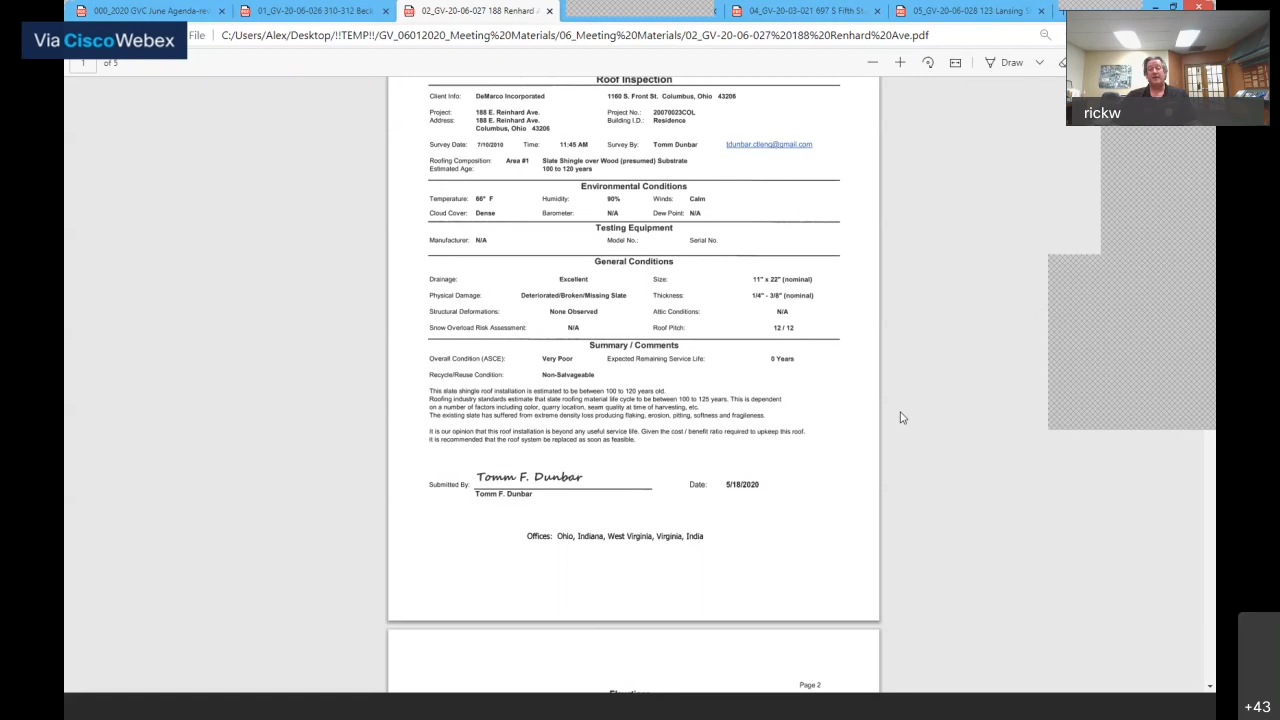 000_2020 GVC June Agenda-rev
01_GV-20-06-026 310-312 Beck
02_GV-20-06-027 188 Renhard A
04_GV-20-03-021 697 S Fifth St
05_GV-20-06-028 123 Lansing S
Via Cisco Webex
File C:/Users/Alex/Desktop/!!TEMP!!/GV_06012020_Meeting%20Materials/06_Meeting%20Materials/02_GV-20-06-027%20188%20Renhard%20Ave.pdf
1 of 5
Draw
rickw
Roof Inspection
Client Info: DeMarco Incorporated 1160 S. Front St. Columbus, Ohio 43206
Project: 188 E. Reinhard Ave. Project No.: 20070023COL
Address: 188 E. Reinhard Ave. Building I.D.: Residence
Columbus, Ohio 43206
Survey Date: 7/10/2010 Time: 11:45 AM Survey By: Tomm Dunbar tdunbar.ctleng@gmail.com
Roofing Composition: Area #1 Slate Shingle over Wood (presumed) Substrate
Estimated Age: 100 to 120 years
Environmental Conditions
Temperature: 66° F Humidity: 90% Winds: Calm
Cloud Cover: Dense Barometer: N/A Dew Point: N/A
Testing Equipment
Manufacturer: N/A Model No.: Serial No.
General Conditions
Drainage: Excellent Size: 11" x 22" (nominal)
Physical Damage: Deteriorated/Broken/Missing Slate Thickness: 1/4" - 3/8" (nominal)
Structural Deformations: None Observed Attic Conditions: N/A
Snow Overload Risk Assessment: N/A Roof Pitch: 12 / 12
Summary / Comments
Overall Condition (ASCE): Very Poor Expected Remaining Service Life: 0 Years
Recycle/Reuse Condition: Non-Salvageable
This slate shingle roof installation is estimated to be between 100 to 120 years old.
Roofing industry standards estimate that slate roofing material life cycle to be between 100 to 125 years. This is dependent
on a number of factors including color, quarry location, seam quality at time of harvesting, etc.
The existing slate has suffered from extreme density loss producing flaking, erosion, pitting, softness and fragileness.
It is our opinion that this roof installation is beyond any useful service life. Given the cost / benefit ratio required to upkeep this roof.
It is recommended that the roof system be replaced as soon as feasible.
Submitted By: Tomm F. Dunbar Date: 5/18/2020
Tomm F. Dunbar
Offices: Ohio, Indiana, West Virginia, Virginia, India
Page 2
+43